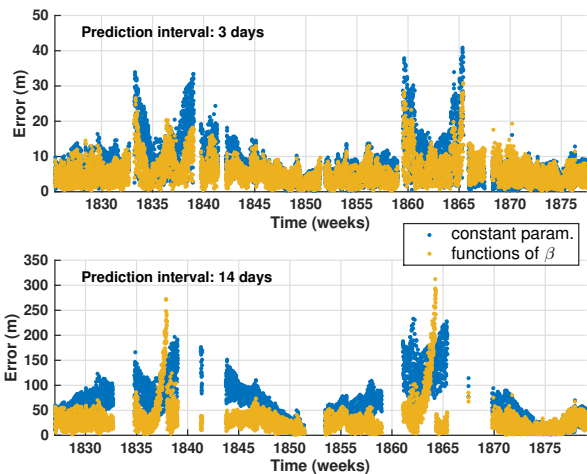 Prediction interval: 3 days
50
40
30
20
10
0
Error (m)
1830 1835 1840 1845 1850 1855 1860 1865 1870 1875
Time (weeks)
constant param.
functions of β
Prediction interval: 14 days
350
300
250
200
150
100
50
0
Error (m)
1830 1835 1840 1845 1850 1855 1860 1865 1870 1875
Time (weeks)